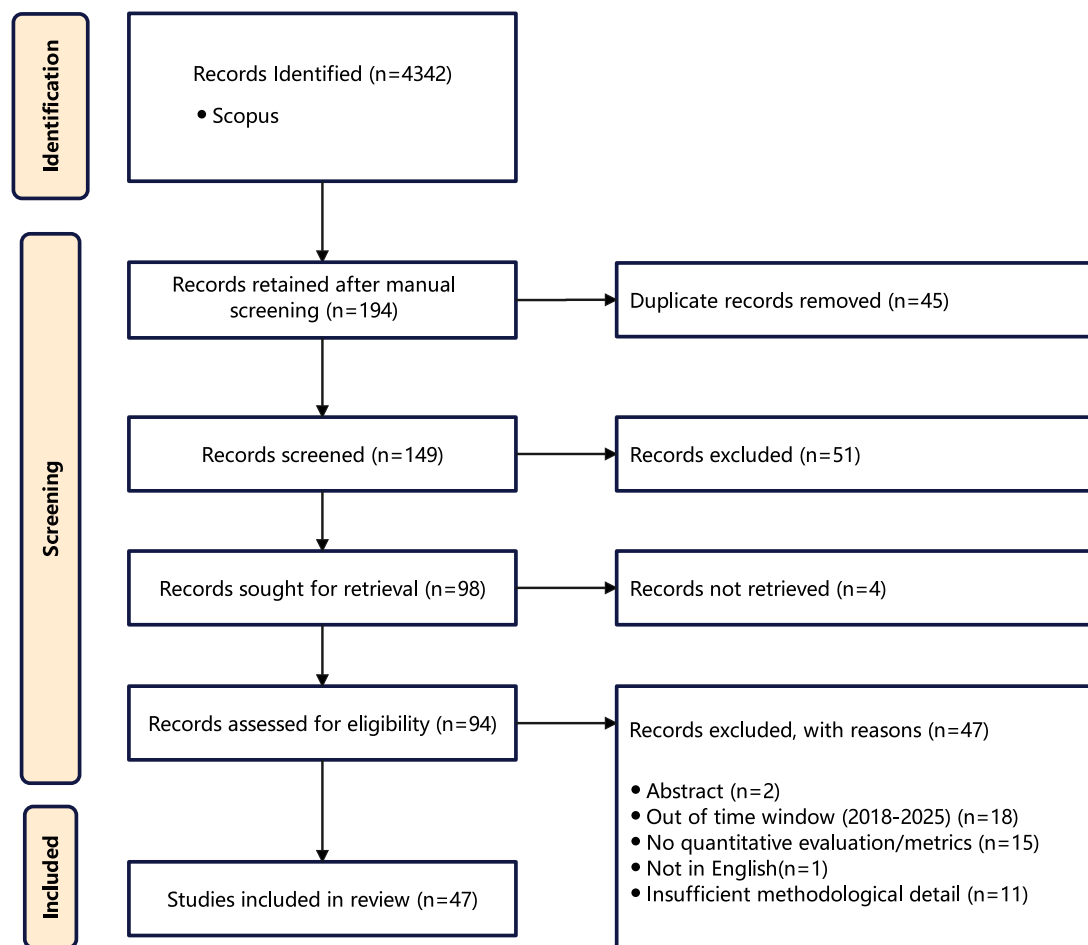 Identification
Records Identified (n=4342)
• Scopus
Screening
Records retained after manual
screening (n=194)
Duplicate records removed (n=45)
Records screened (n=149)
Records excluded (n=51)
Records sought for retrieval (n=98)
Records not retrieved (n=4)
Records assessed for eligibility (n=94)
Records excluded, with reasons (n=47)
• Abstract (n=2)
• Out of time window (2018-2025) (n=18)
• No quantitative evaluation/metrics (n=15)
• Not in English(n=1)
• Insufficient methodological detail (n=11)
Included
Studies included in review (n=47)